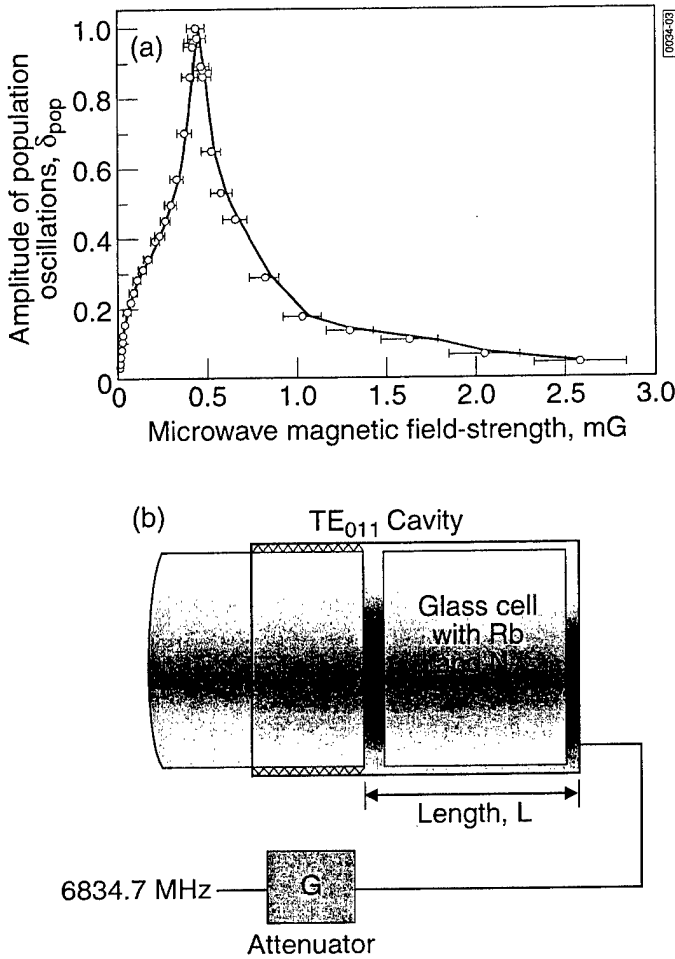 (a)
0034-03
Amplitude of population
oscillations, δpop
1.0
0.8
0.6
0.4
0.2
0
0
0.5
1.0
1.5
2.0
2.5
3.0
Microwave magnetic field-strength, mG
(b)
TE011 Cavity
Glass cell
with Rb
and
Length, L
6834.7 MHz
G
Attenuator